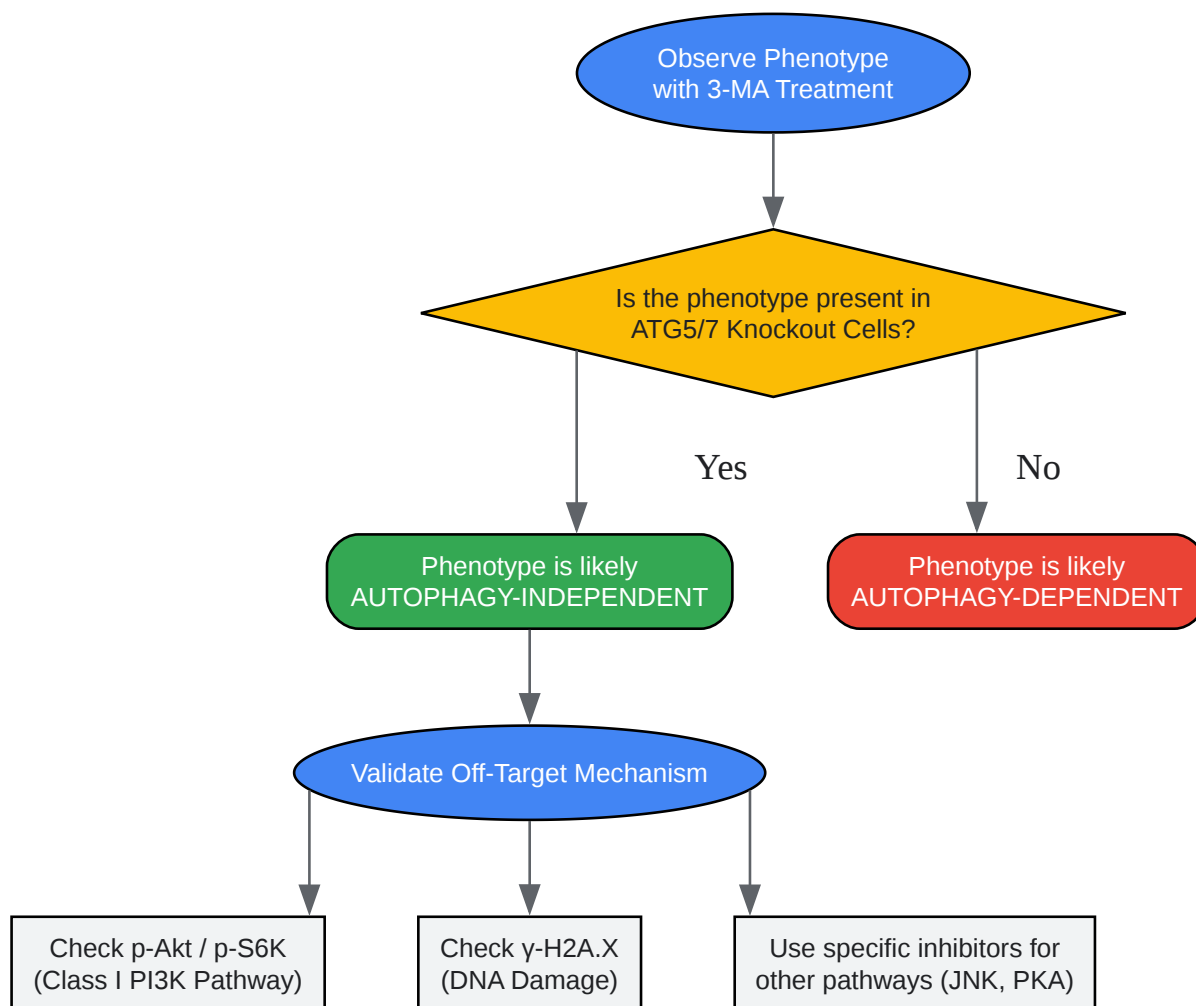 Observe Phenotype
with 3-MA Treatment
Is the phenotype present in
ATG5/7 Knockout Cells?
Yes
No
Phenotype is likely
AUTOPHAGY-INDEPENDENT
Phenotype is likely
AUTOPHAGY-DEPENDENT
Validate Off-Target Mechanism
Check p-Akt / p-S6K
(Class I PI3K Pathway)
Check γ-H2A.X
(DNA Damage)
Use specific inhibitors for
other pathways (JNK, PKA)